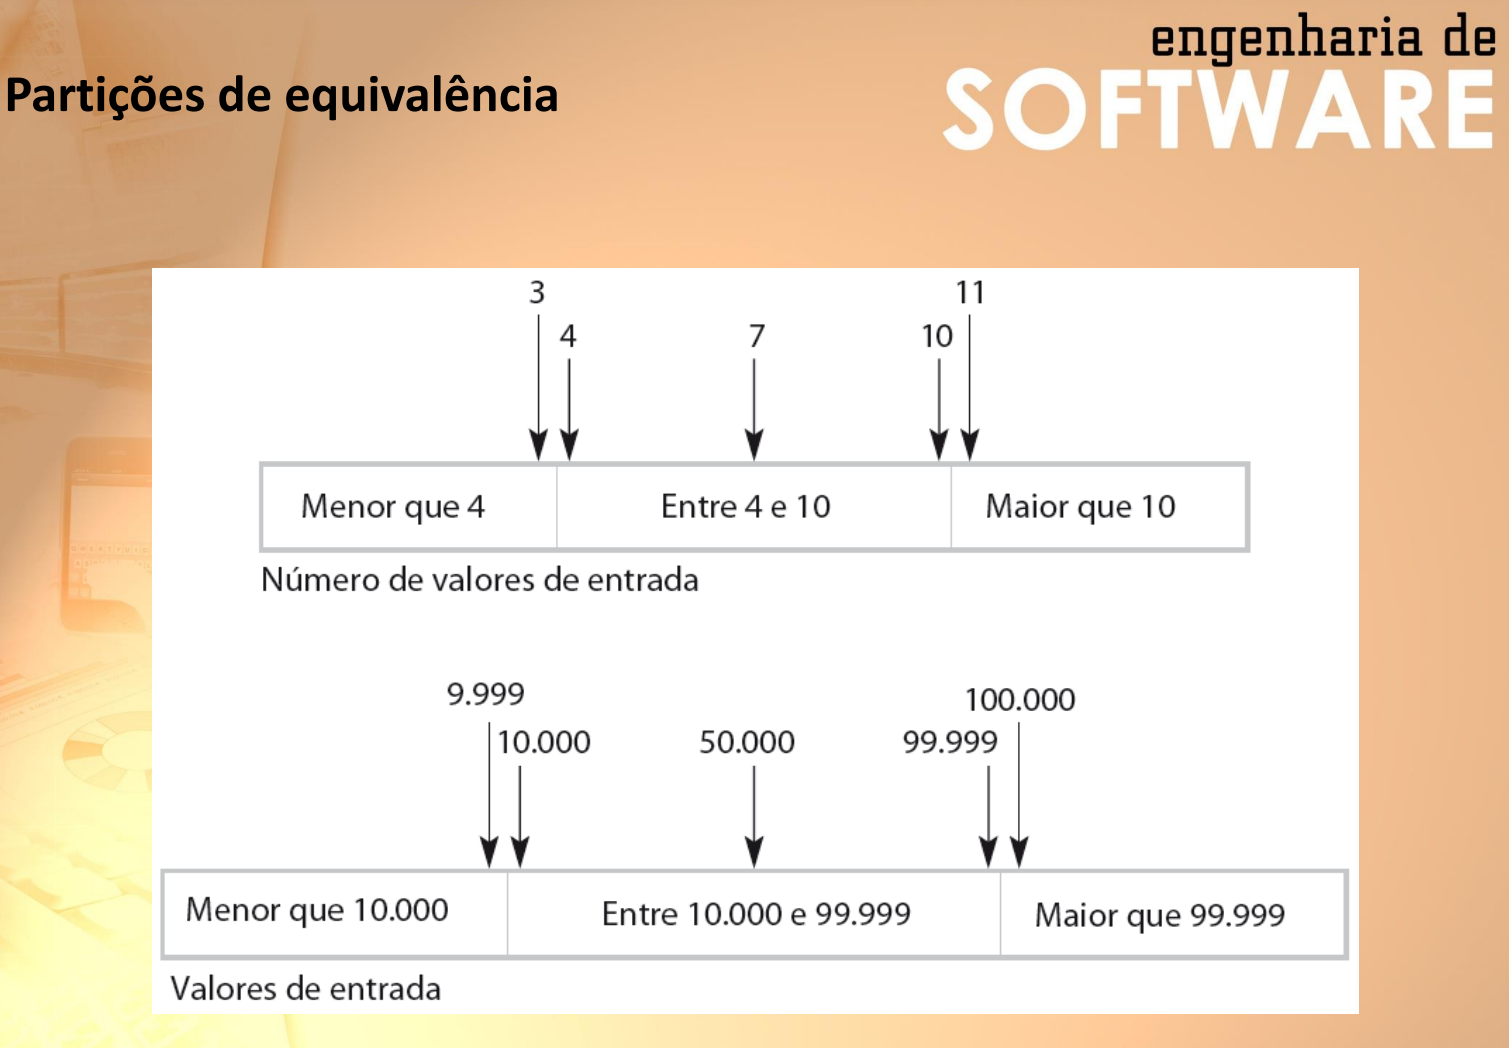 engenharia de
SOFTWARE
Partições de equivalência
3
11
4
7
10
Menor que 4
Entre 4 e 10
Maior que 10
Número de valores de entrada
9.999
100.000
10.000
50.000
99.999
Menor que 10.000
Entre 10.000 e 99.999
Maior que 99.999
Valores de entrada